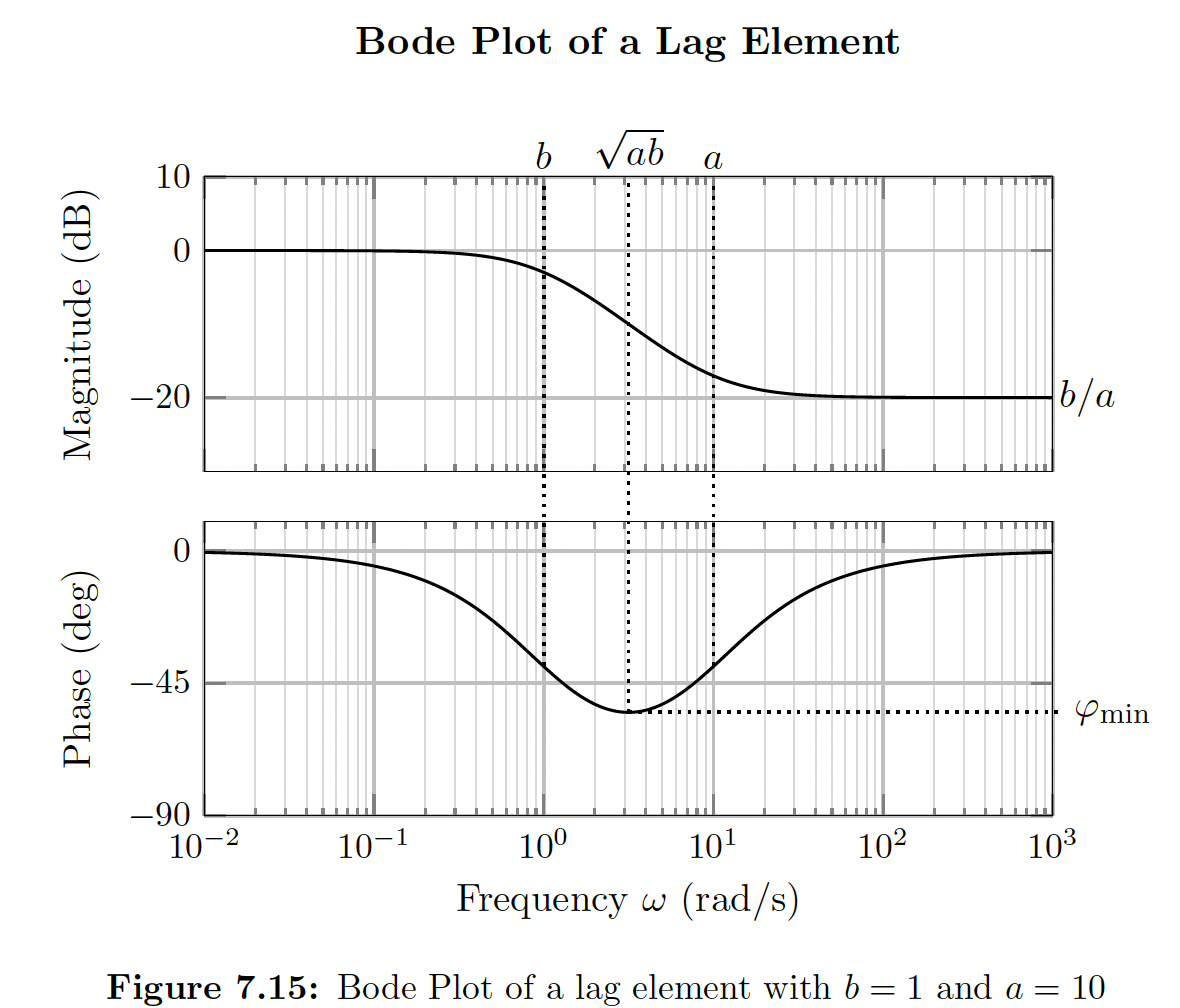 Bode Plot of a Lag Element
b √ab a
10
0
−20
Magnitude (dB)
b/a
0
−45
−90
Phase (deg)
φmin
10⁻² 10⁻¹ 10⁰ 10¹ 10² 10³
Frequency ω (rad/s)
Figure 7.15: Bode Plot of a lag element with b = 1 and a = 10